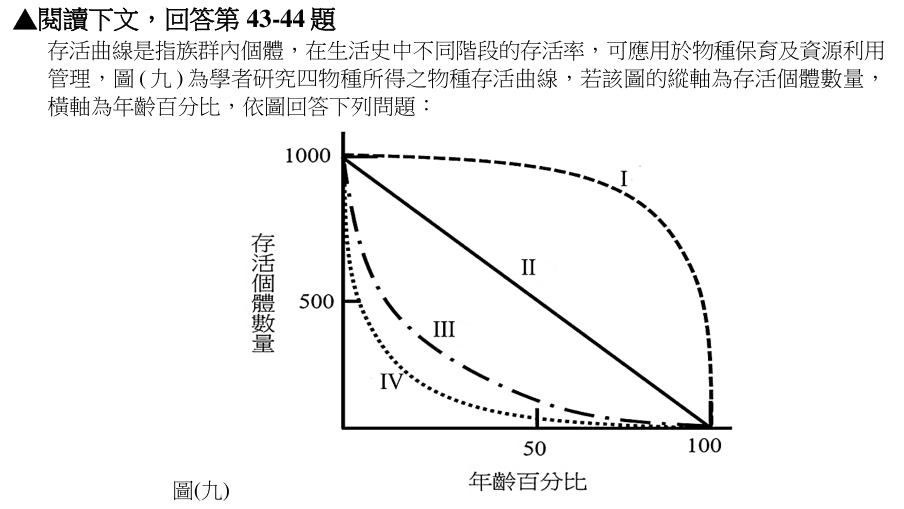 ▲閱讀下文，回答第 43-44 題
存活曲線是指族群內個體，在生活史中不同階段的存活率，可應用於物種保育及資源利用
管理，圖(九)為學者研究四物種所得之物種存活曲線，若該圖的縱軸為存活個體數量，
橫軸為年齡百分比，依圖回答下列問題：
1000
I
存活個體數量
II
500
III
IV
50
100
年齡百分比
圖(九)